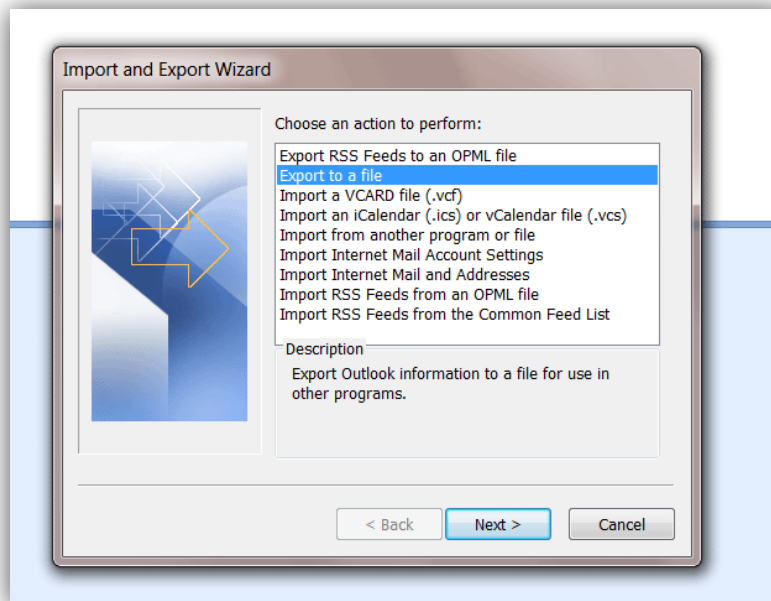 Import and Export Wizard
Choose an action to perform:
Export RSS Feeds to an OPML file
Export to a file
Import a VCARD file (.vcf)
Import an iCalendar (.ics) or vCalendar file (.vcs)
Import from another program or file
Import Internet Mail Account Settings
Import Internet Mail and Addresses
Import RSS Feeds from an OPML file
Import RSS Feeds from the Common Feed List
Description
Export Outlook information to a file for use in
other programs.
< Back Next > Cancel